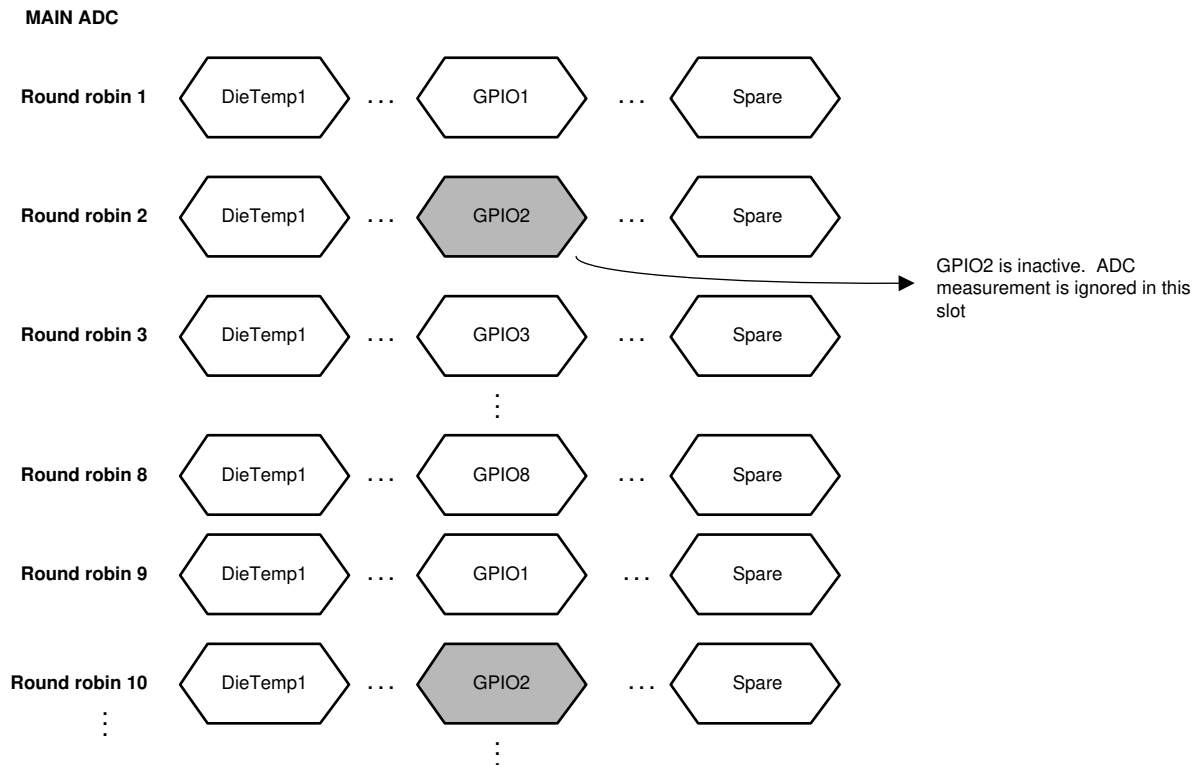 MAIN ADC
Round robin 1 DieTemp1 ... GPIO1 ... Spare
Round robin 2 DieTemp1 ... GPIO2 ... Spare
GPIO2 is inactive. ADC
measurement is ignored in this
slot
Round robin 3 DieTemp1 ... GPIO3 ... Spare
Round robin 8 DieTemp1 ... GPIO8 ... Spare
Round robin 9 DieTemp1 ... GPIO1 ... Spare
Round robin 10 DieTemp1 ... GPIO2 ... Spare